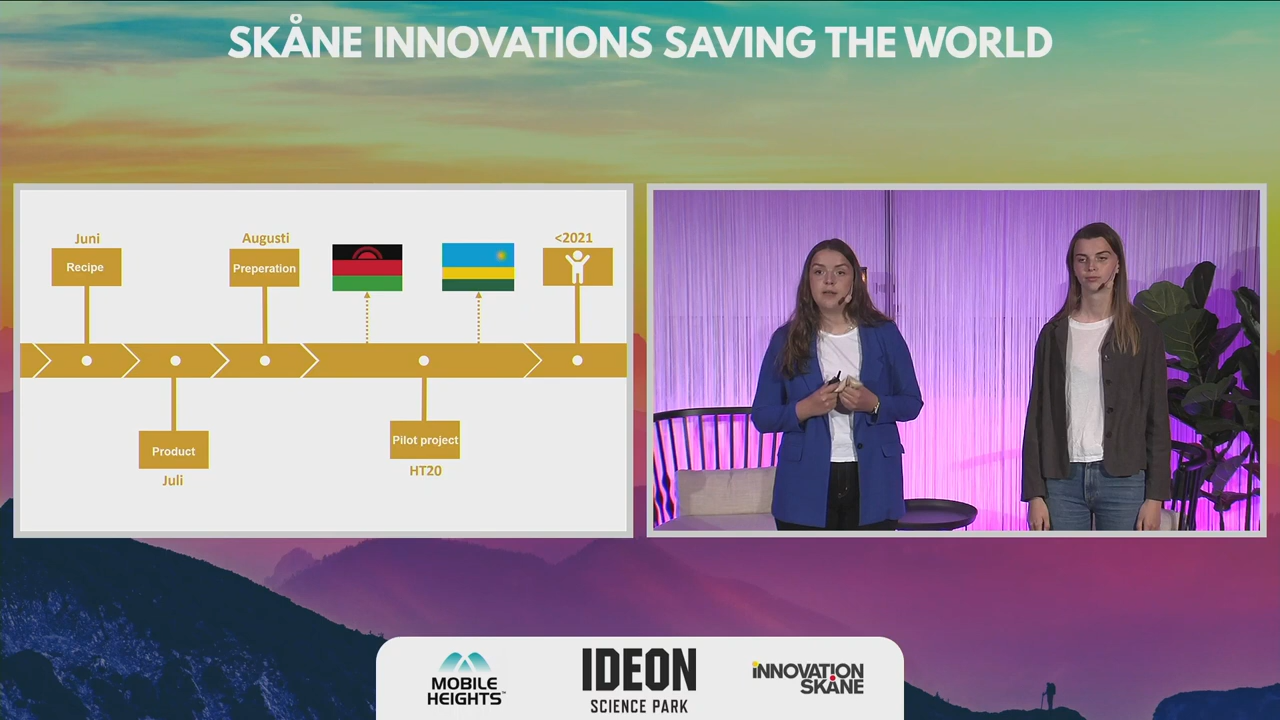 SKÅNE INNOVATIONS SAVING THE WORLD
Juni
Recipe
Augusti
Preperation
<2021
Product
Juli
Pilot project
HT20
MOBILE
HEIGHTS™
IDEON
SCIENCE PARK
INNOVATION
SKÅNE